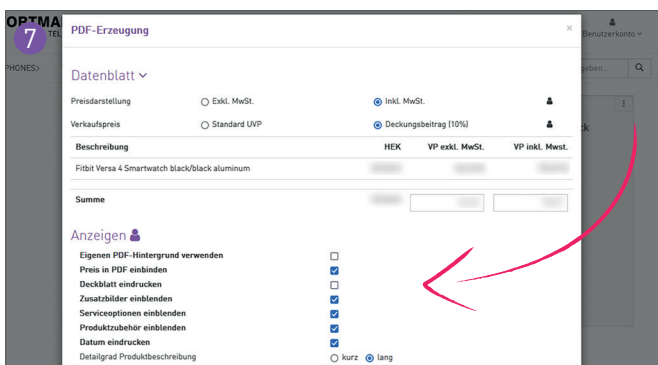 ORTMA
TEL
7
PDF-Erzeugung
×
Benutzerkonto
PHONES>
geben...
Datenblatt
Preisdarstellung Exkl. MwSt. Inkl. MwSt.
Verkaufspreis Standard UVP Deckungsbeitrag (10%)
ck
Beschreibung HEK VP exkl. MwSt. VP inkl. Mwst.
Fitbit Versa 4 Smartwatch black/black aluminum
Summe
Anzeigen
Eigenen PDF-Hintergrund verwenden
Preis in PDF einbinden
Deckblatt eindrucken
Zusatzbilder einblenden
Serviceoptionen einblenden
Produktzubehör einblenden
Datum eindrucken
Detailgrad Produktbeschreibung kurz lang